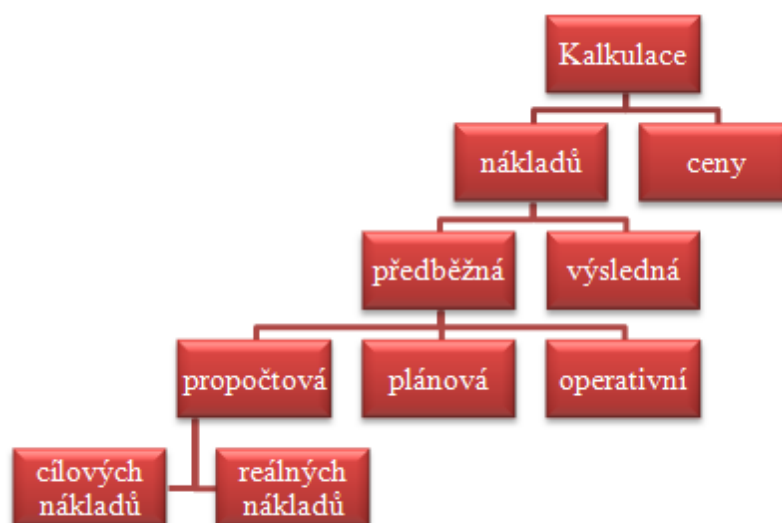 Kalkulace
nákladů
ceny
předběžná
výsledná
propočtová
plánová
operativní
cílových
nákladů
reálných
nákladů